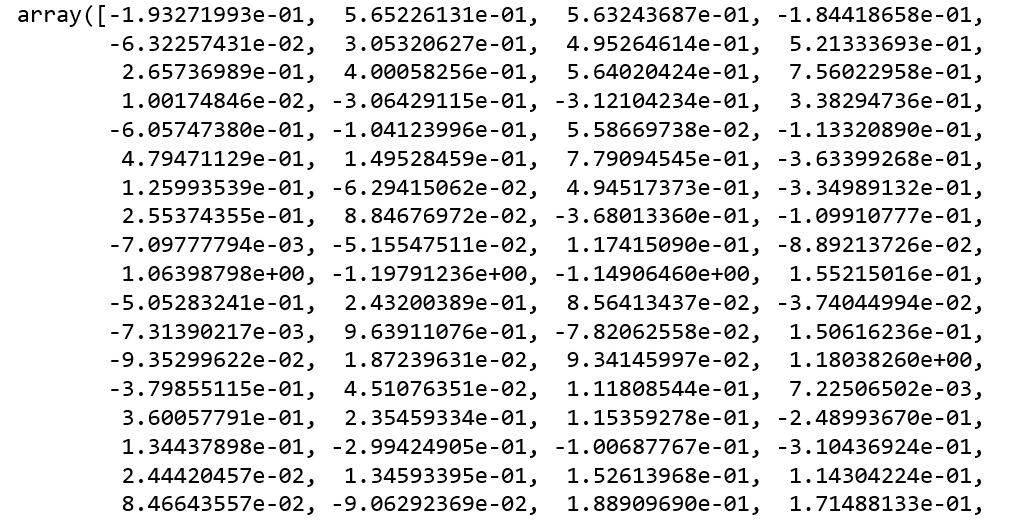 array([-1.93271993e-01, 5.65226131e-01, 5.63243687e-01, -1.84418658e-01,
-6.32257431e-02, 3.05320627e-01, 4.95264614e-01, 5.21333693e-01,
2.65736989e-01, 4.00058256e-01, 5.64020424e-01, 7.56022958e-01,
1.00174846e-02, -3.06429115e-01, -3.12104234e-01, 3.38294736e-01,
-6.05747380e-01, -1.04123996e-01, 5.58669738e-02, -1.13320890e-01,
4.79471129e-01, 1.49528459e-01, 7.79094545e-01, -3.63399268e-01,
1.25993539e-01, -6.29415062e-02, 4.94517373e-01, -3.34989132e-01,
2.55374355e-01, 8.84676972e-02, -3.68013360e-01, -1.09910777e-01,
-7.09777794e-03, -5.15547511e-02, 1.17415090e-01, -8.89213726e-02,
1.06398798e+00, -1.19791236e+00, -1.14906460e+00, 1.55215016e-01,
-5.05283241e-01, 2.43200389e-01, 8.56413437e-02, -3.74044994e-02,
-7.31390217e-03, 9.63911076e-01, -7.82062558e-02, 1.50616236e-01,
-9.35299622e-02, 1.87239631e-02, 9.34145997e-02, 1.18038260e+00,
-3.79855115e-01, 4.51076351e-02, 1.11808544e-01, 7.22506502e-03,
3.60057791e-01, 2.35459334e-01, 1.15359278e-01, -2.48993670e-01,
1.34437898e-01, -2.99424905e-01, -1.00687767e-01, -3.10436924e-01,
2.44420457e-02, 1.34593395e-01, 1.52613968e-01, 1.14304224e-01,
8.46643557e-02, -9.06292369e-02, 1.88909690e-01, 1.71488133e-01,